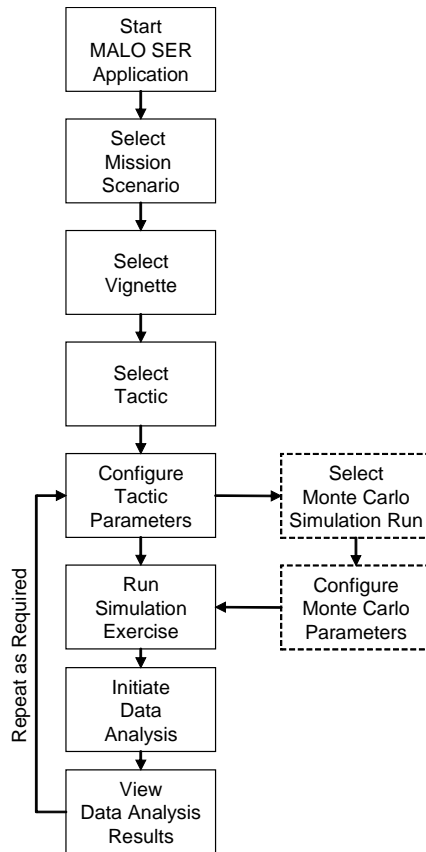 Start
MALO SER
Application
Select
Mission
Scenario
Select
Vignette
Select
Tactic
Configure
Tactic
Parameters
Select
Monte Carlo
Simulation Run
Configure
Monte Carlo
Parameters
Run
Simulation
Exercise
Initiate
Data
Analysis
View
Data Analysis
Results
Repeat as Required